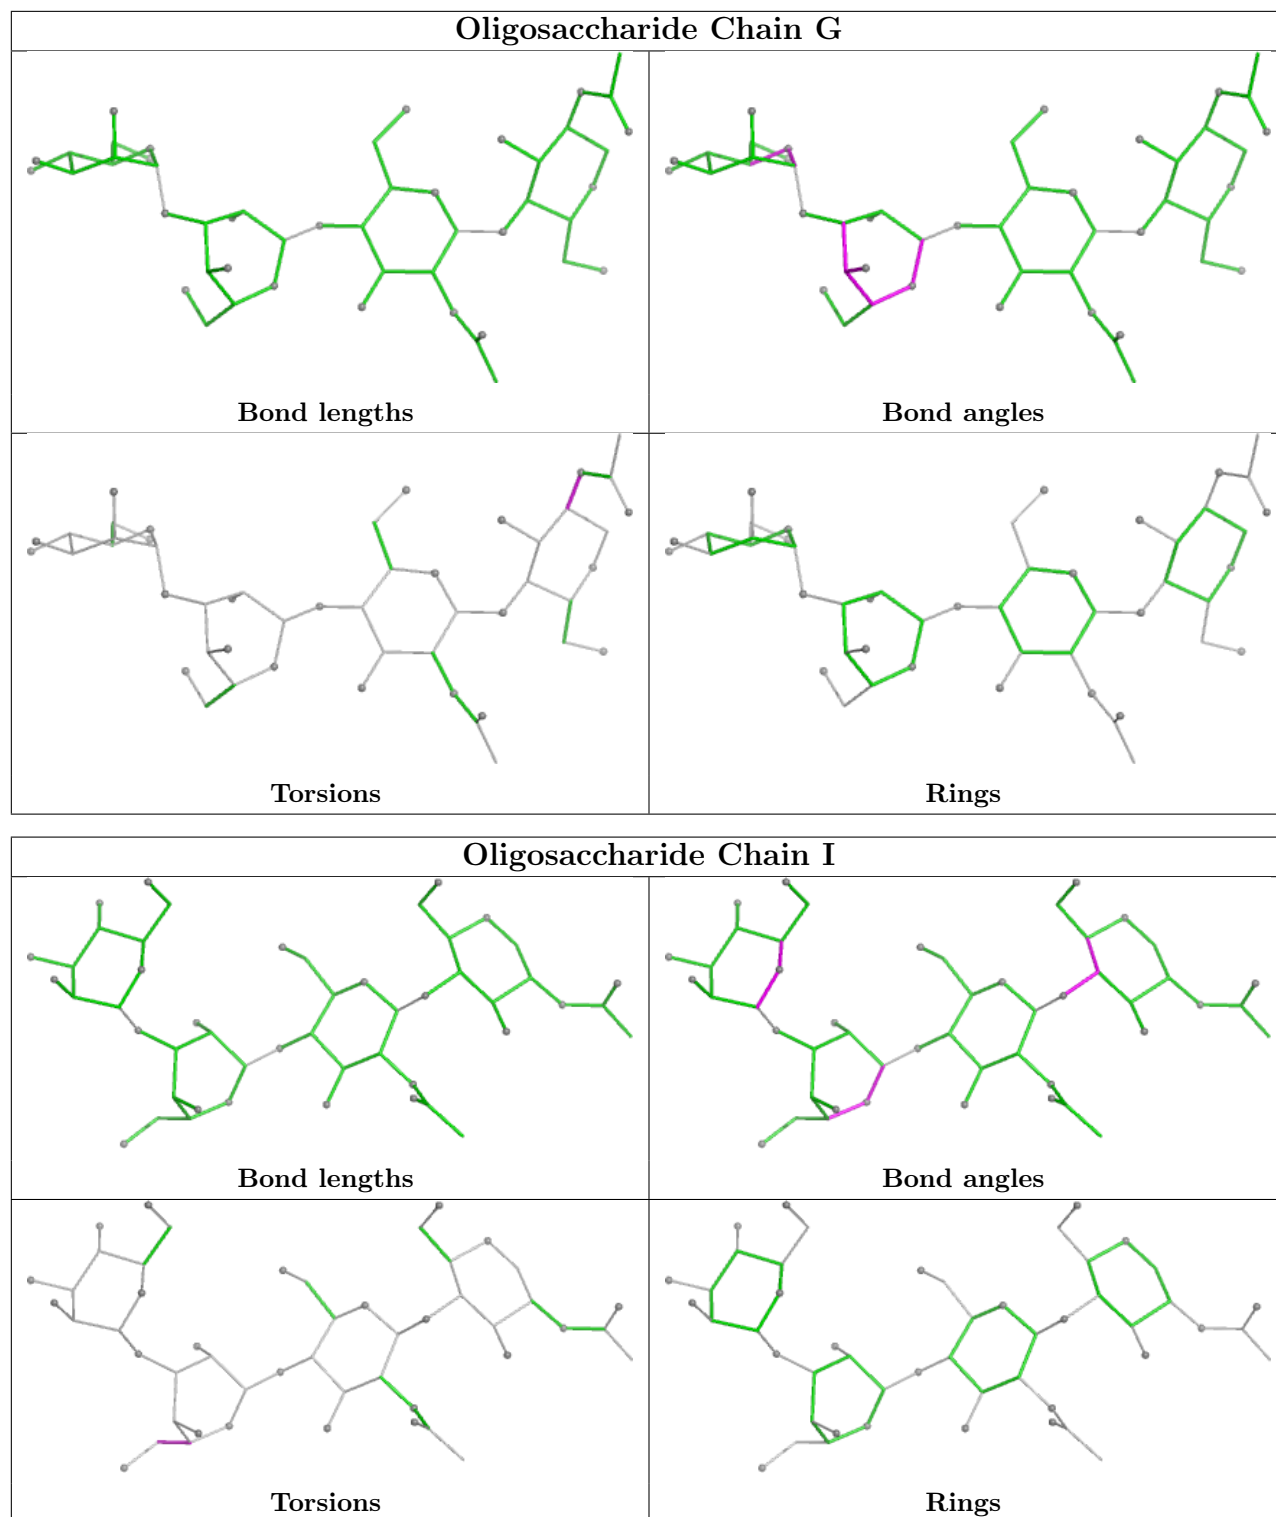 Oligosaccharide Chain G
Bond lengths
Bond angles
Torsions
Rings
Oligosaccharide Chain I
Bond lengths
Bond angles
Torsions
Rings